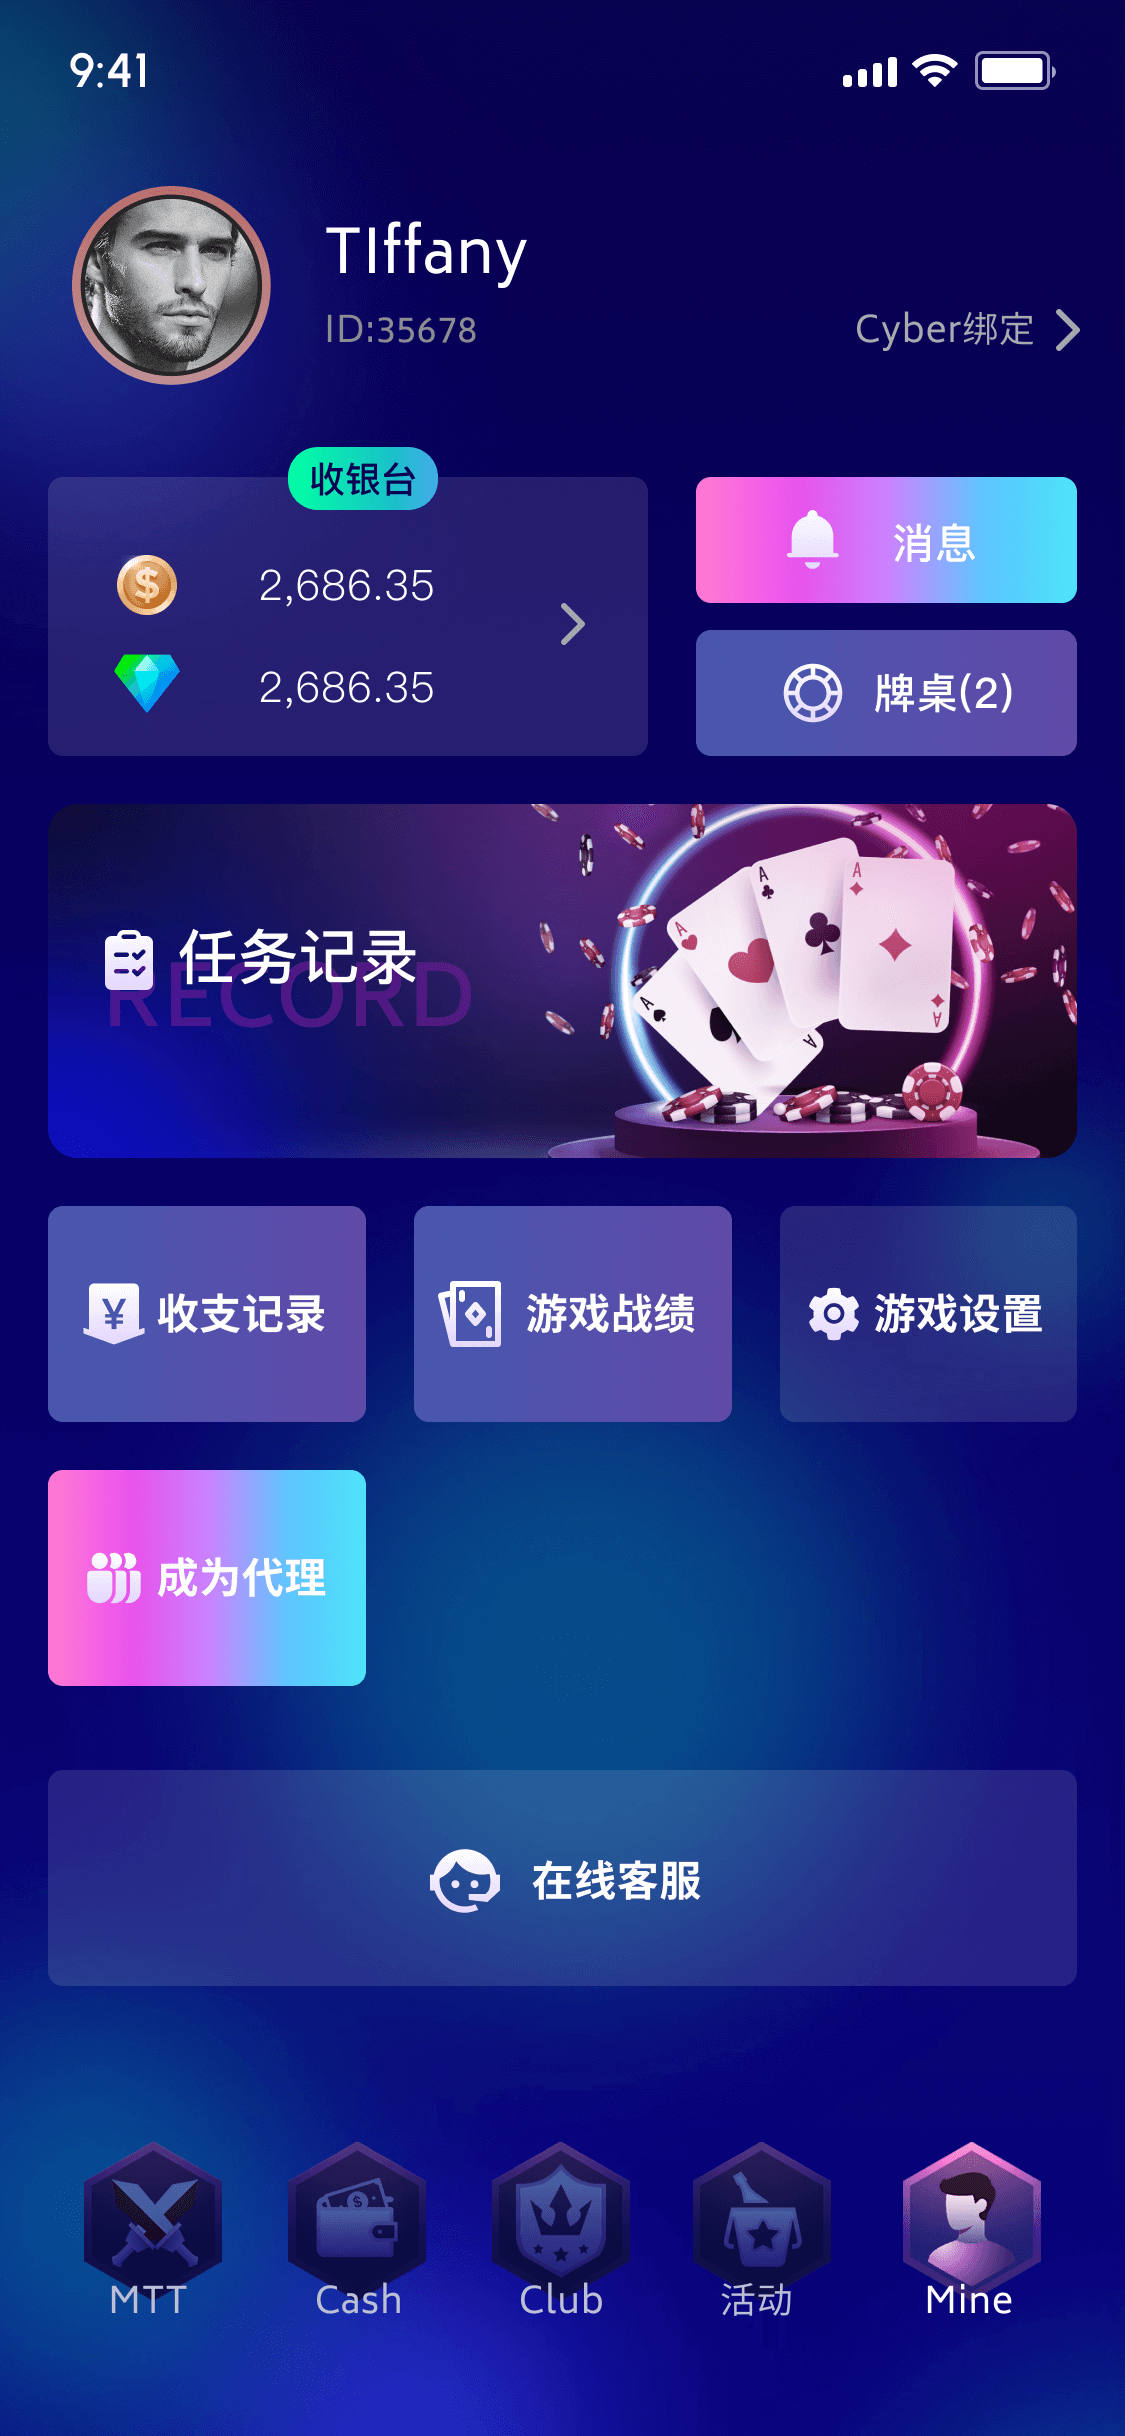 9:41
TIffany
ID:35678
Cyber绑定
收银台
2,686.35
2,686.35
消息
牌桌(2)
任务记录
RECORD
收支记录
游戏战绩
游戏设置
成为代理
在线客服
MTT
Cash
Club
活动
Mine